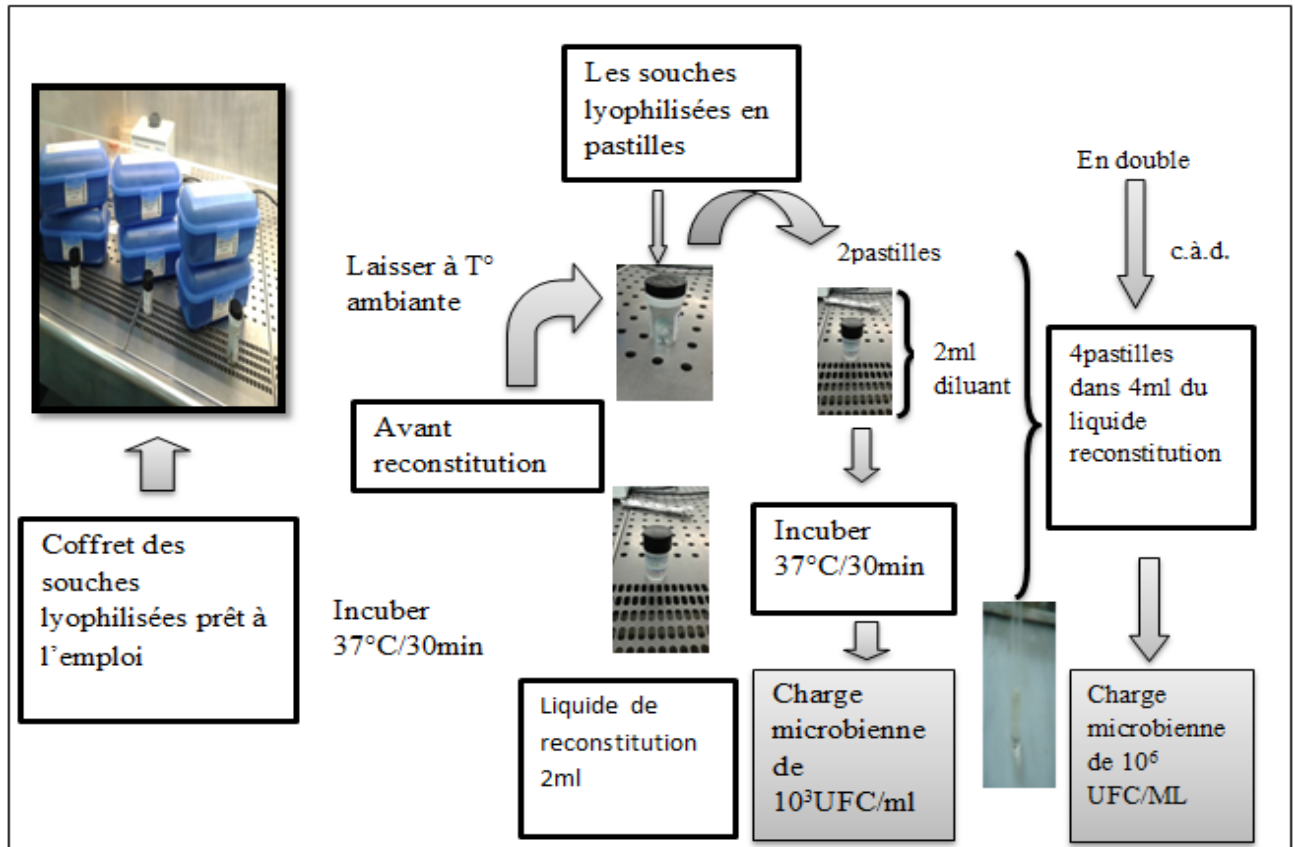 Les souches
lyophilisées en
pastilles
En double
c.à.d.
Laisser à T°
ambiante
2pastilles
2ml
diluant
4pastilles
dans 4ml du
liquide
reconstitution
Avant
reconstitution
Coffret des
souches
lyophilisées prêt à
l’emploi
Incuber
37°C/30min
Incuber
37°C/30min
Liquide de
reconstitution
2ml
Charge
microbienne
de
10³UFC/ml
Charge
microbienne
de 10⁶
UFC/ML